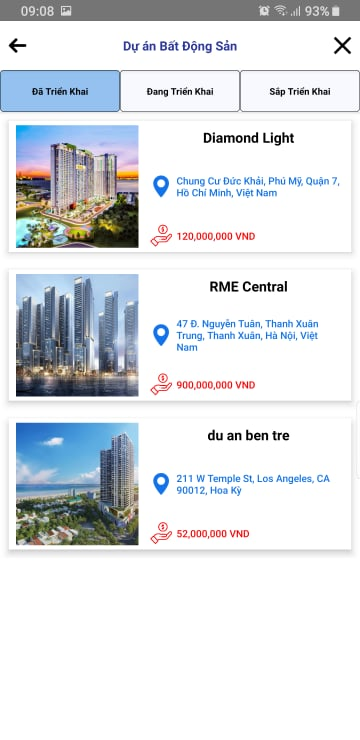 09:08
93%
Dự án Bất Động Sản
Đã Triển Khai
Đang Triển Khai
Sắp Triển Khai
Diamond Light
Chung Cư Đức Khải, Phú Mỹ, Quận 7,
Hồ Chí Minh, Việt Nam
120,000,000 VND
RME Central
47 Đ. Nguyễn Tuân, Thanh Xuân
Trung, Thanh Xuân, Hà Nội, Việt
Nam
900,000,000 VND
du an ben tre
211 W Temple St, Los Angeles, CA
90012, Hoa Kỳ
52,000,000 VND